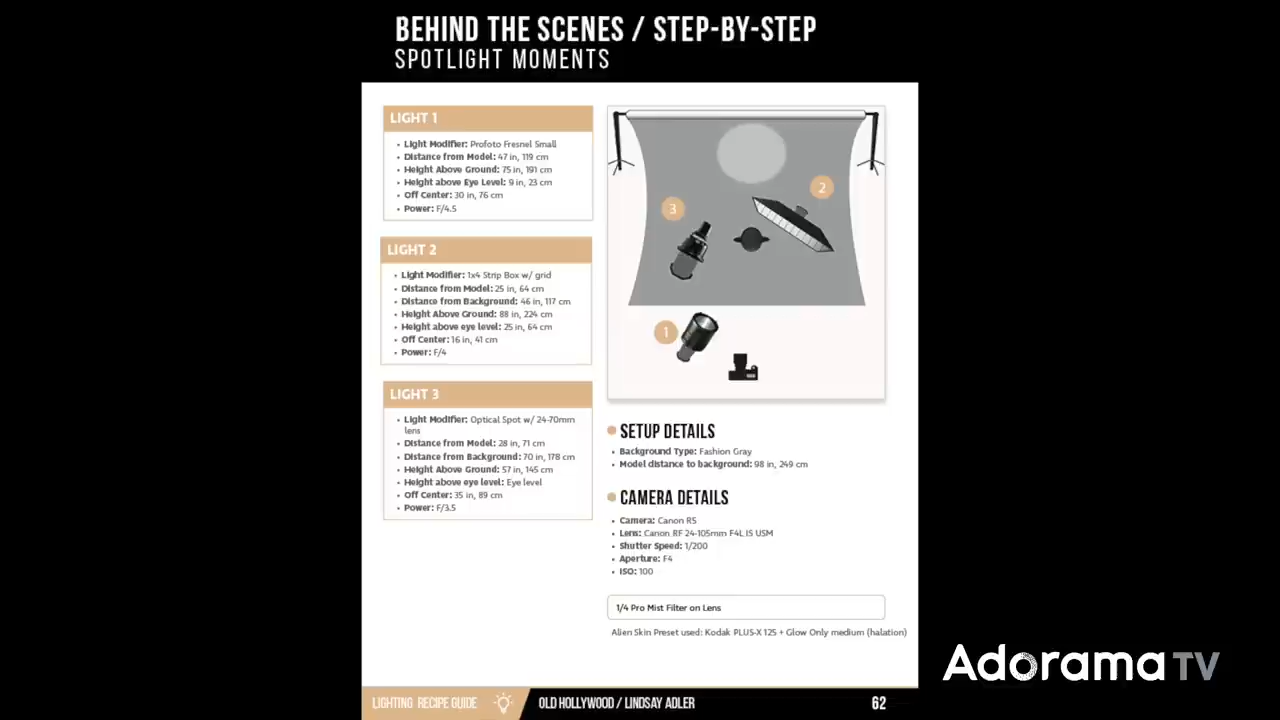 BEHIND THE SCENES / STEP-BY-STEP
SPOTLIGHT MOMENTS
LIGHT 1
• Light Modifier: Profoto Fresnel Small
• Distance from Model: 47 in, 119 cm
• Height Above Ground: 75 in, 191 cm
• Height above Eye Level: 9 in, 23 cm
• Off Center: 30 in, 76 cm
• Power: F/4.5
LIGHT 2
• Light Modifier: 1x4 Strip Box w/ grid
• Distance from Model: 25 in, 64 cm
• Distance from Background: 46 in, 117 cm
• Height Above Ground: 88 in, 224 cm
• Height above eye level: 25 in, 64 cm
• Off Center: 16 in, 41 cm
• Power: F/4
LIGHT 3
• Light Modifier: Optical Spot w/ 24-70mm
lens
• Distance from Model: 28 in, 71 cm
• Distance from Background: 70 in, 178 cm
• Height Above Ground: 57 in, 145 cm
• Height above eye level: Eye level
• Off Center: 35 in, 89 cm
• Power: F/3.5
2
3
1
SETUP DETAILS
• Background Type: Fashion Gray
• Model distance to background: 98 in, 249 cm
CAMERA DETAILS
• Camera: Canon R5
• Lens: Canon RF 24-105mm F4L IS USM
• Shutter Speed: 1/200
• Aperture: F4
• ISO: 100
1/4 Pro Mist Filter on Lens
Alien Skin Preset used: Kodak PLUS-X 125 + Glow Only medium (halation)
LIGHTING RECIPE GUIDE
OLD HOLLYWOOD / LINDSAY ADLER
62
Adorama TV